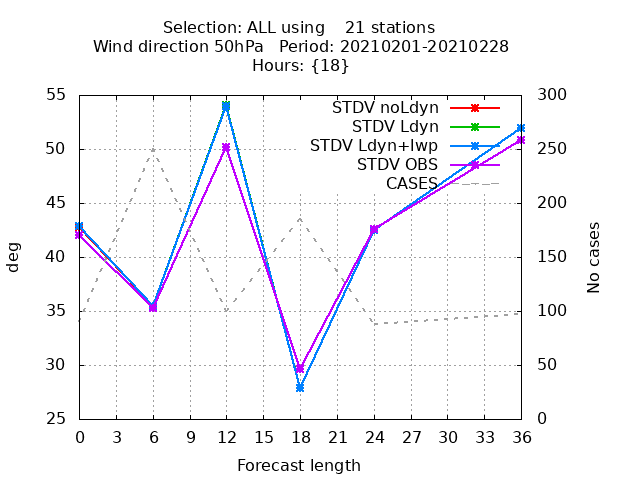 Selection: ALL using    21 stations
Wind direction 50hPa   Period: 20210201-20210228
Hours: {18}
55 300
STDV noLdyn
STDV Ldyn
50 STDV Ldyn+lwp 250
STDV OBS
CASES
45 200
40 150
deg
No cases
35 100
30 50
25 0
0 3 6 9 12 15 18 21 24 27 30 33 36
Forecast length